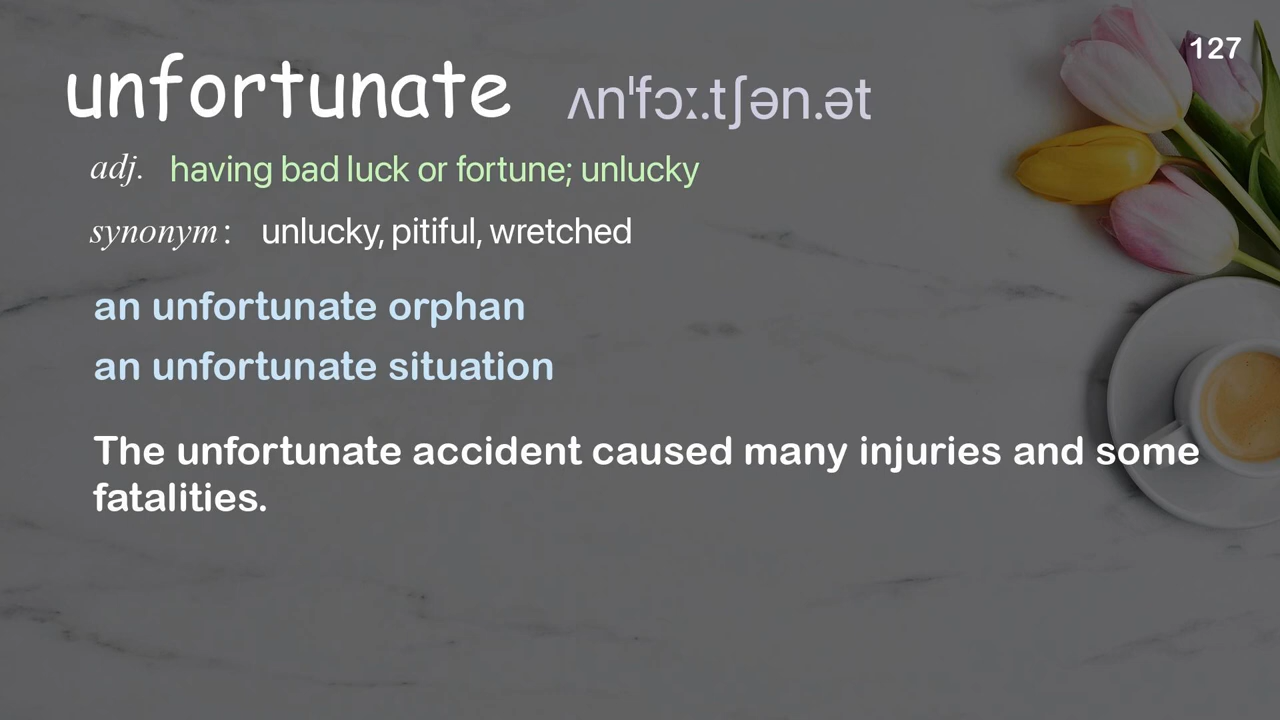 127
unfortunate ʌnˈfɔː.tʃən.ət
adj. having bad luck or fortune; unlucky
synonym: unlucky, pitiful, wretched
an unfortunate orphan
an unfortunate situation
The unfortunate accident caused many injuries and some
fatalities.